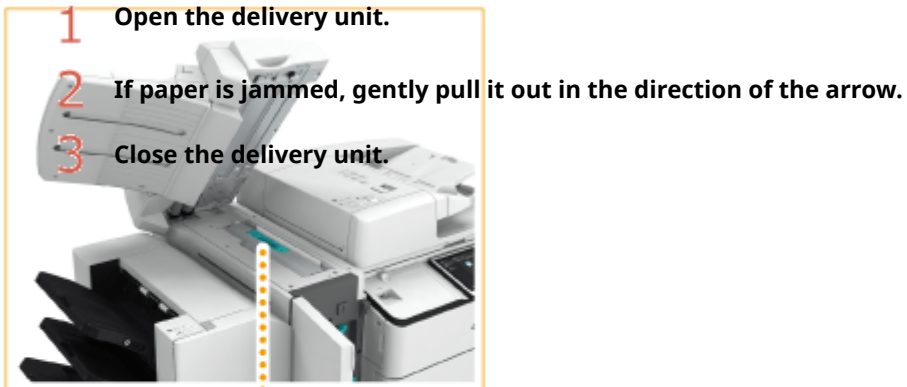 1 Open the delivery unit.
2 If paper is jammed, gently pull it out in the direction of the arrow.
3 Close the delivery unit.